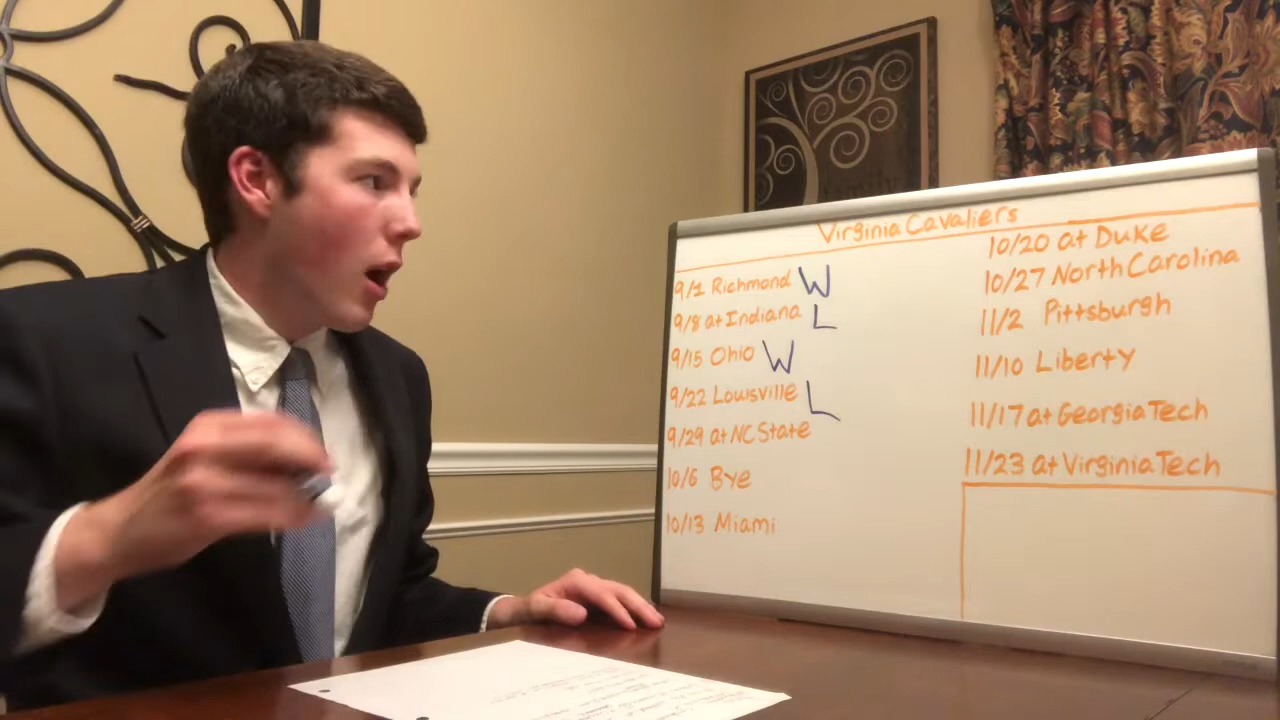 Virginia Cavaliers
9/1 Richmond W
9/8 at Indiana L
9/15 Ohio W
9/22 Lowsville L
9/29 at NC State
10/6 Bye
10/13 Miami
10/20 at Duke
10/27 North Carolina
11/2 Pittsburgh
11/10 Liberty
11/17 at Georgia Tech
11/23 at Virginia Tech
family